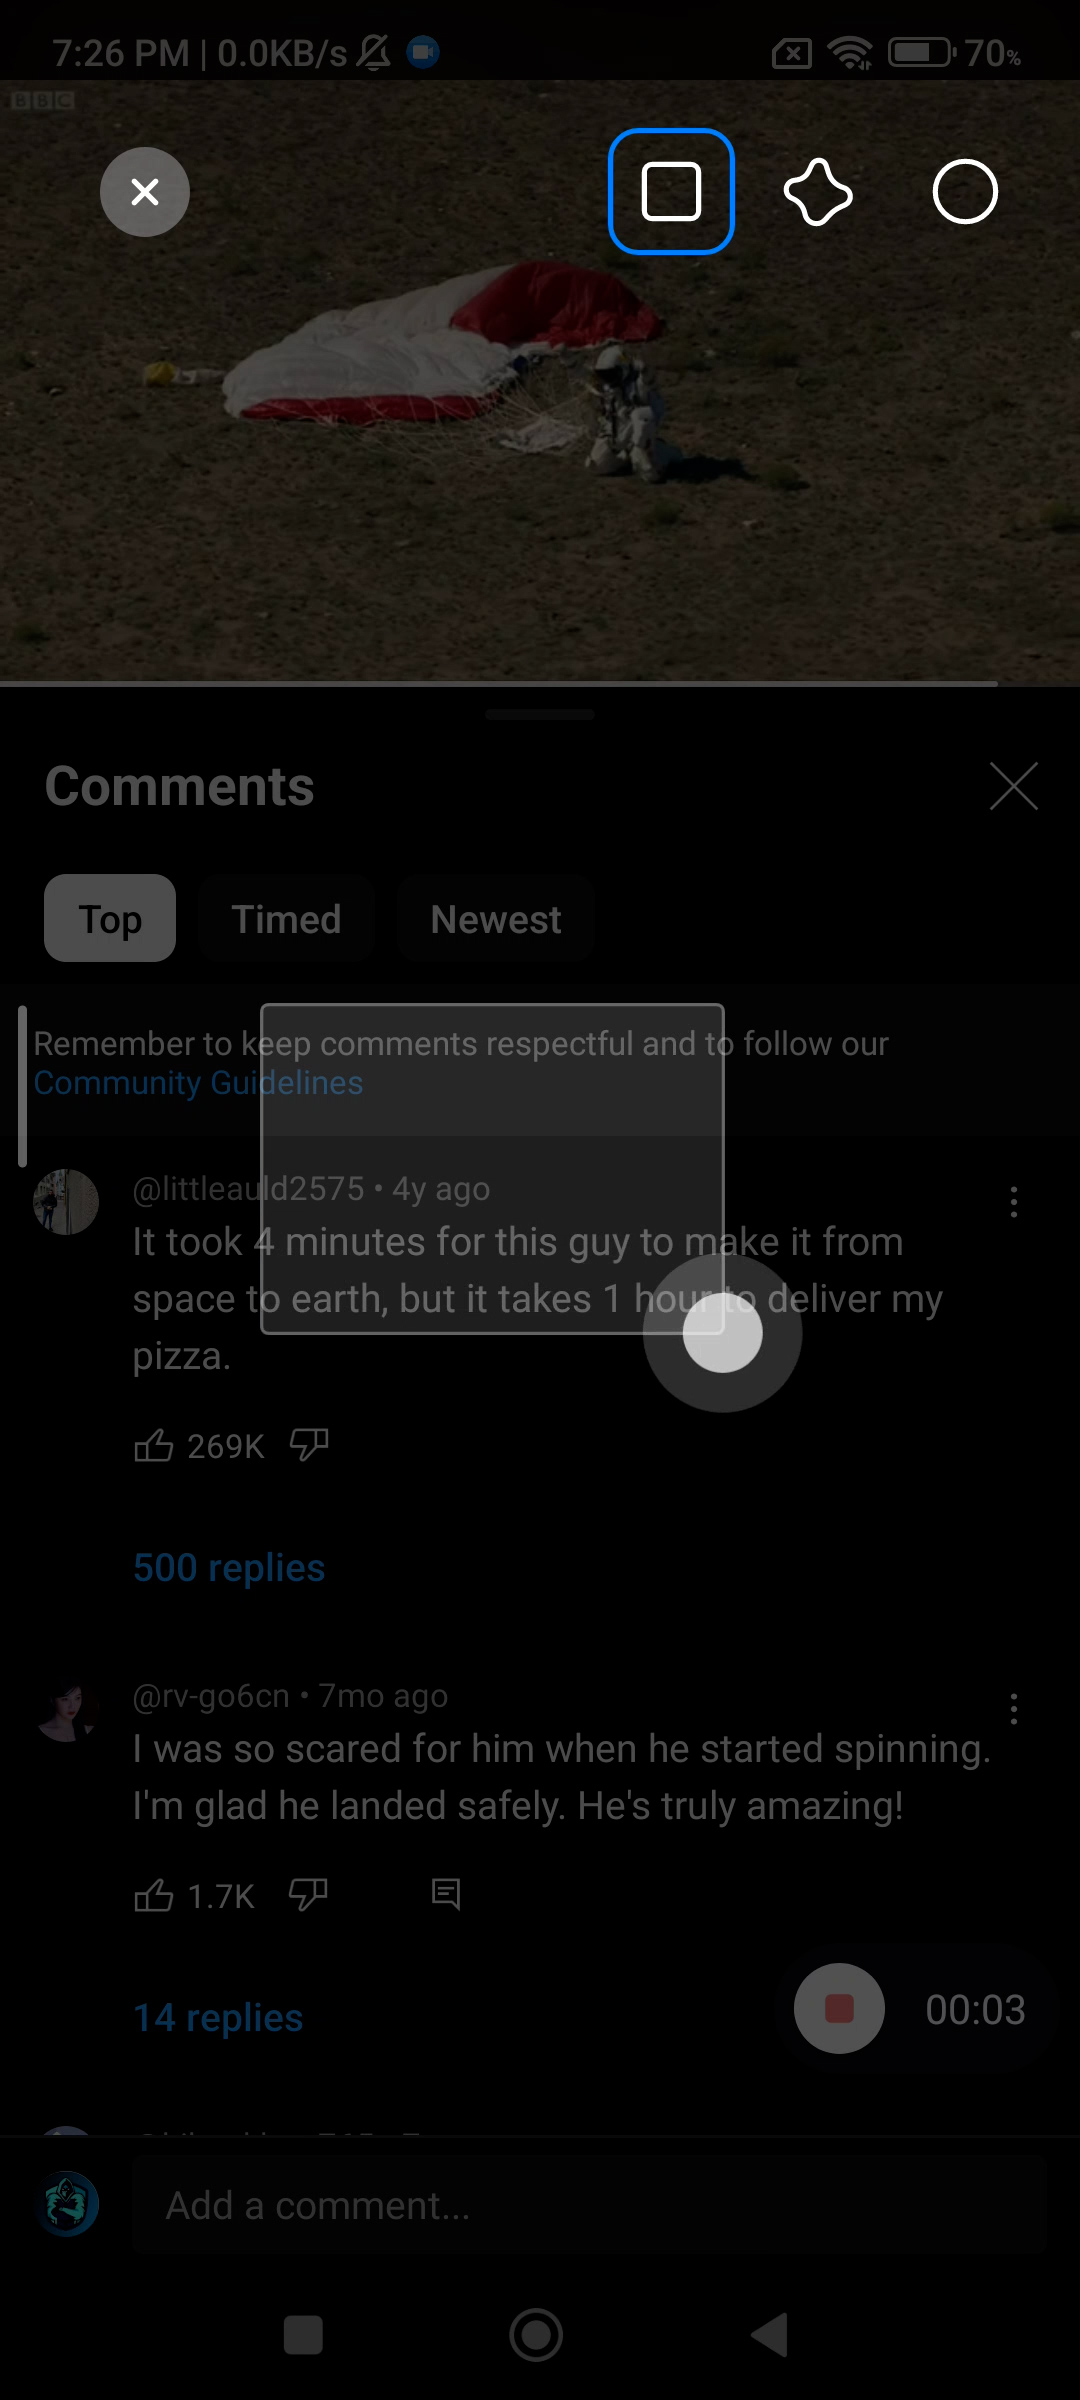 7:26 PM | 0.0KB/s 70%
BBC
Comments
Top Timed Newest
Remember to keep comments respectful and to follow our
Community Guidelines
@littleauld2575 • 4y ago
It took 4 minutes for this guy to make it from
space to earth, but it takes 1 hour to deliver my
pizza.
269K
500 replies
@rv-go6cn • 7mo ago
I was so scared for him when he started spinning.
I'm glad he landed safely. He's truly amazing!
1.7K
00:03
14 replies
Add a comment...